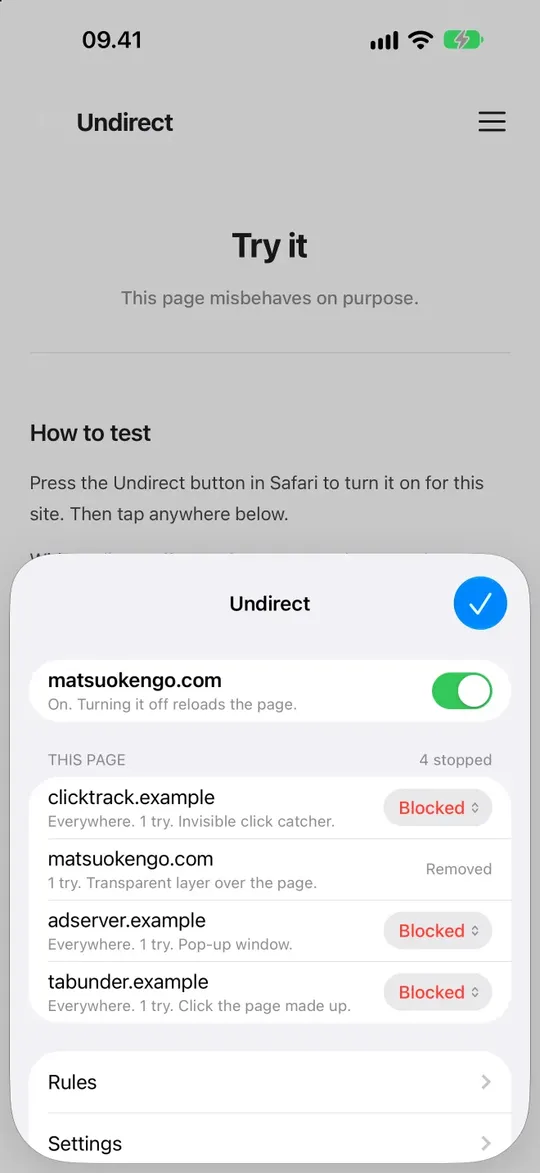 09.41
Undirect
Try it
This page misbehaves on purpose.
How to test
Press the Undirect button in Safari to turn it on for this
site. Then tap anywhere below.
Undirect
matsuokengo.com
On. Turning it off reloads the page.
THIS PAGE
4 stopped
clicktrack.example
Everywhere. 1 try. Invisible click catcher.
Blocked
matsuokengo.com
1 try. Transparent layer over the page.
Removed
adserver.example
Everywhere. 1 try. Pop-up window.
Blocked
tabunder.example
Everywhere. 1 try. Click the page made up.
Blocked
Rules
Settings